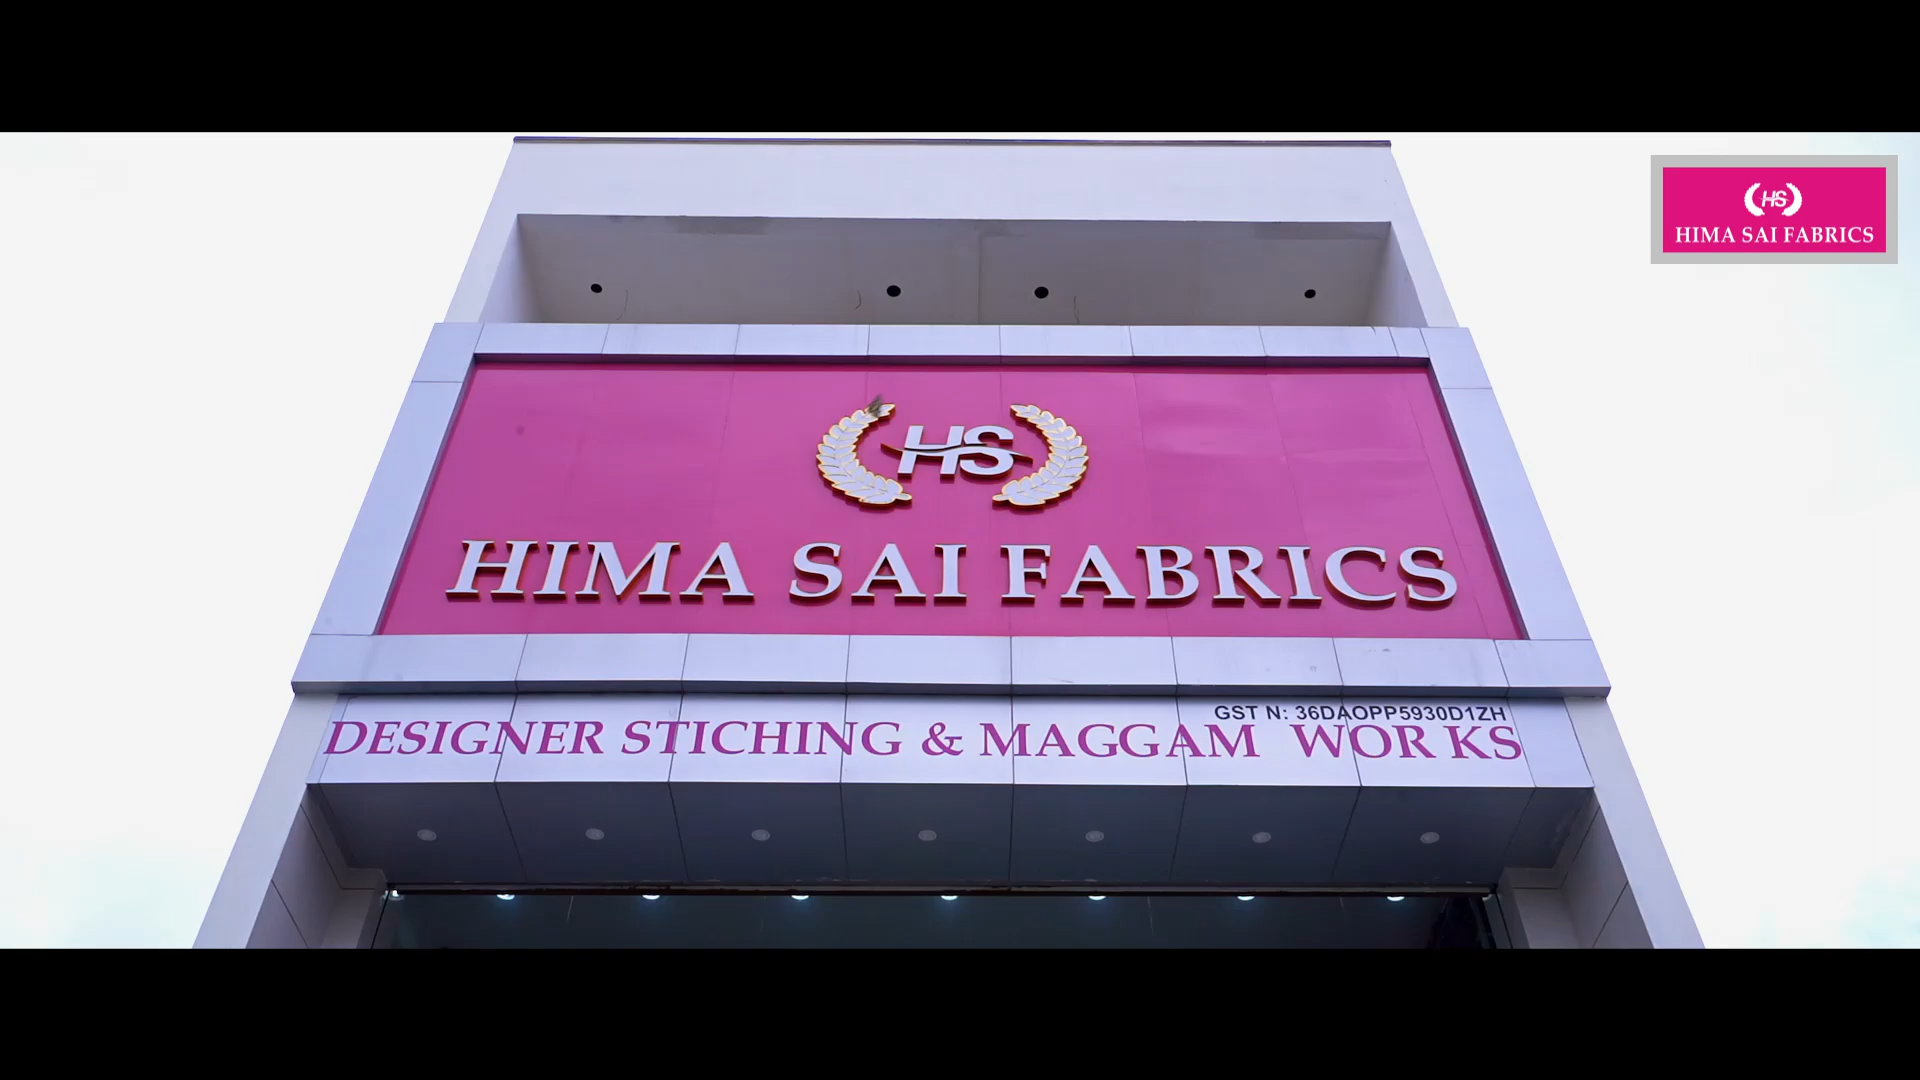 HS
HIMA SAI FABRICS
HS
HIMA SAI FABRICS
GST N: 36DAOPP5930D1ZH
DESIGNER STICHING & MAGGAM WORKS